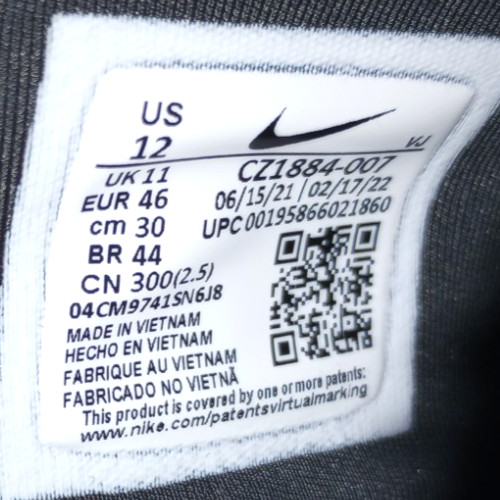 US
12
VJ
UK 11
CZ1884-007
EUR 46
06/15/21 / 02/17/22
cm 30
UPC 00195866021860
BR 44
CN 300(2.5)
04CM9741SN6J8
MADE IN VIETNAM
HECHO EN VIETNAM
FABRIQUE AU VIETNAM
FABRICADO NO VIETNÃ
This product is covered by one or more patents:
www.nike.com/patentsvirtualmarking